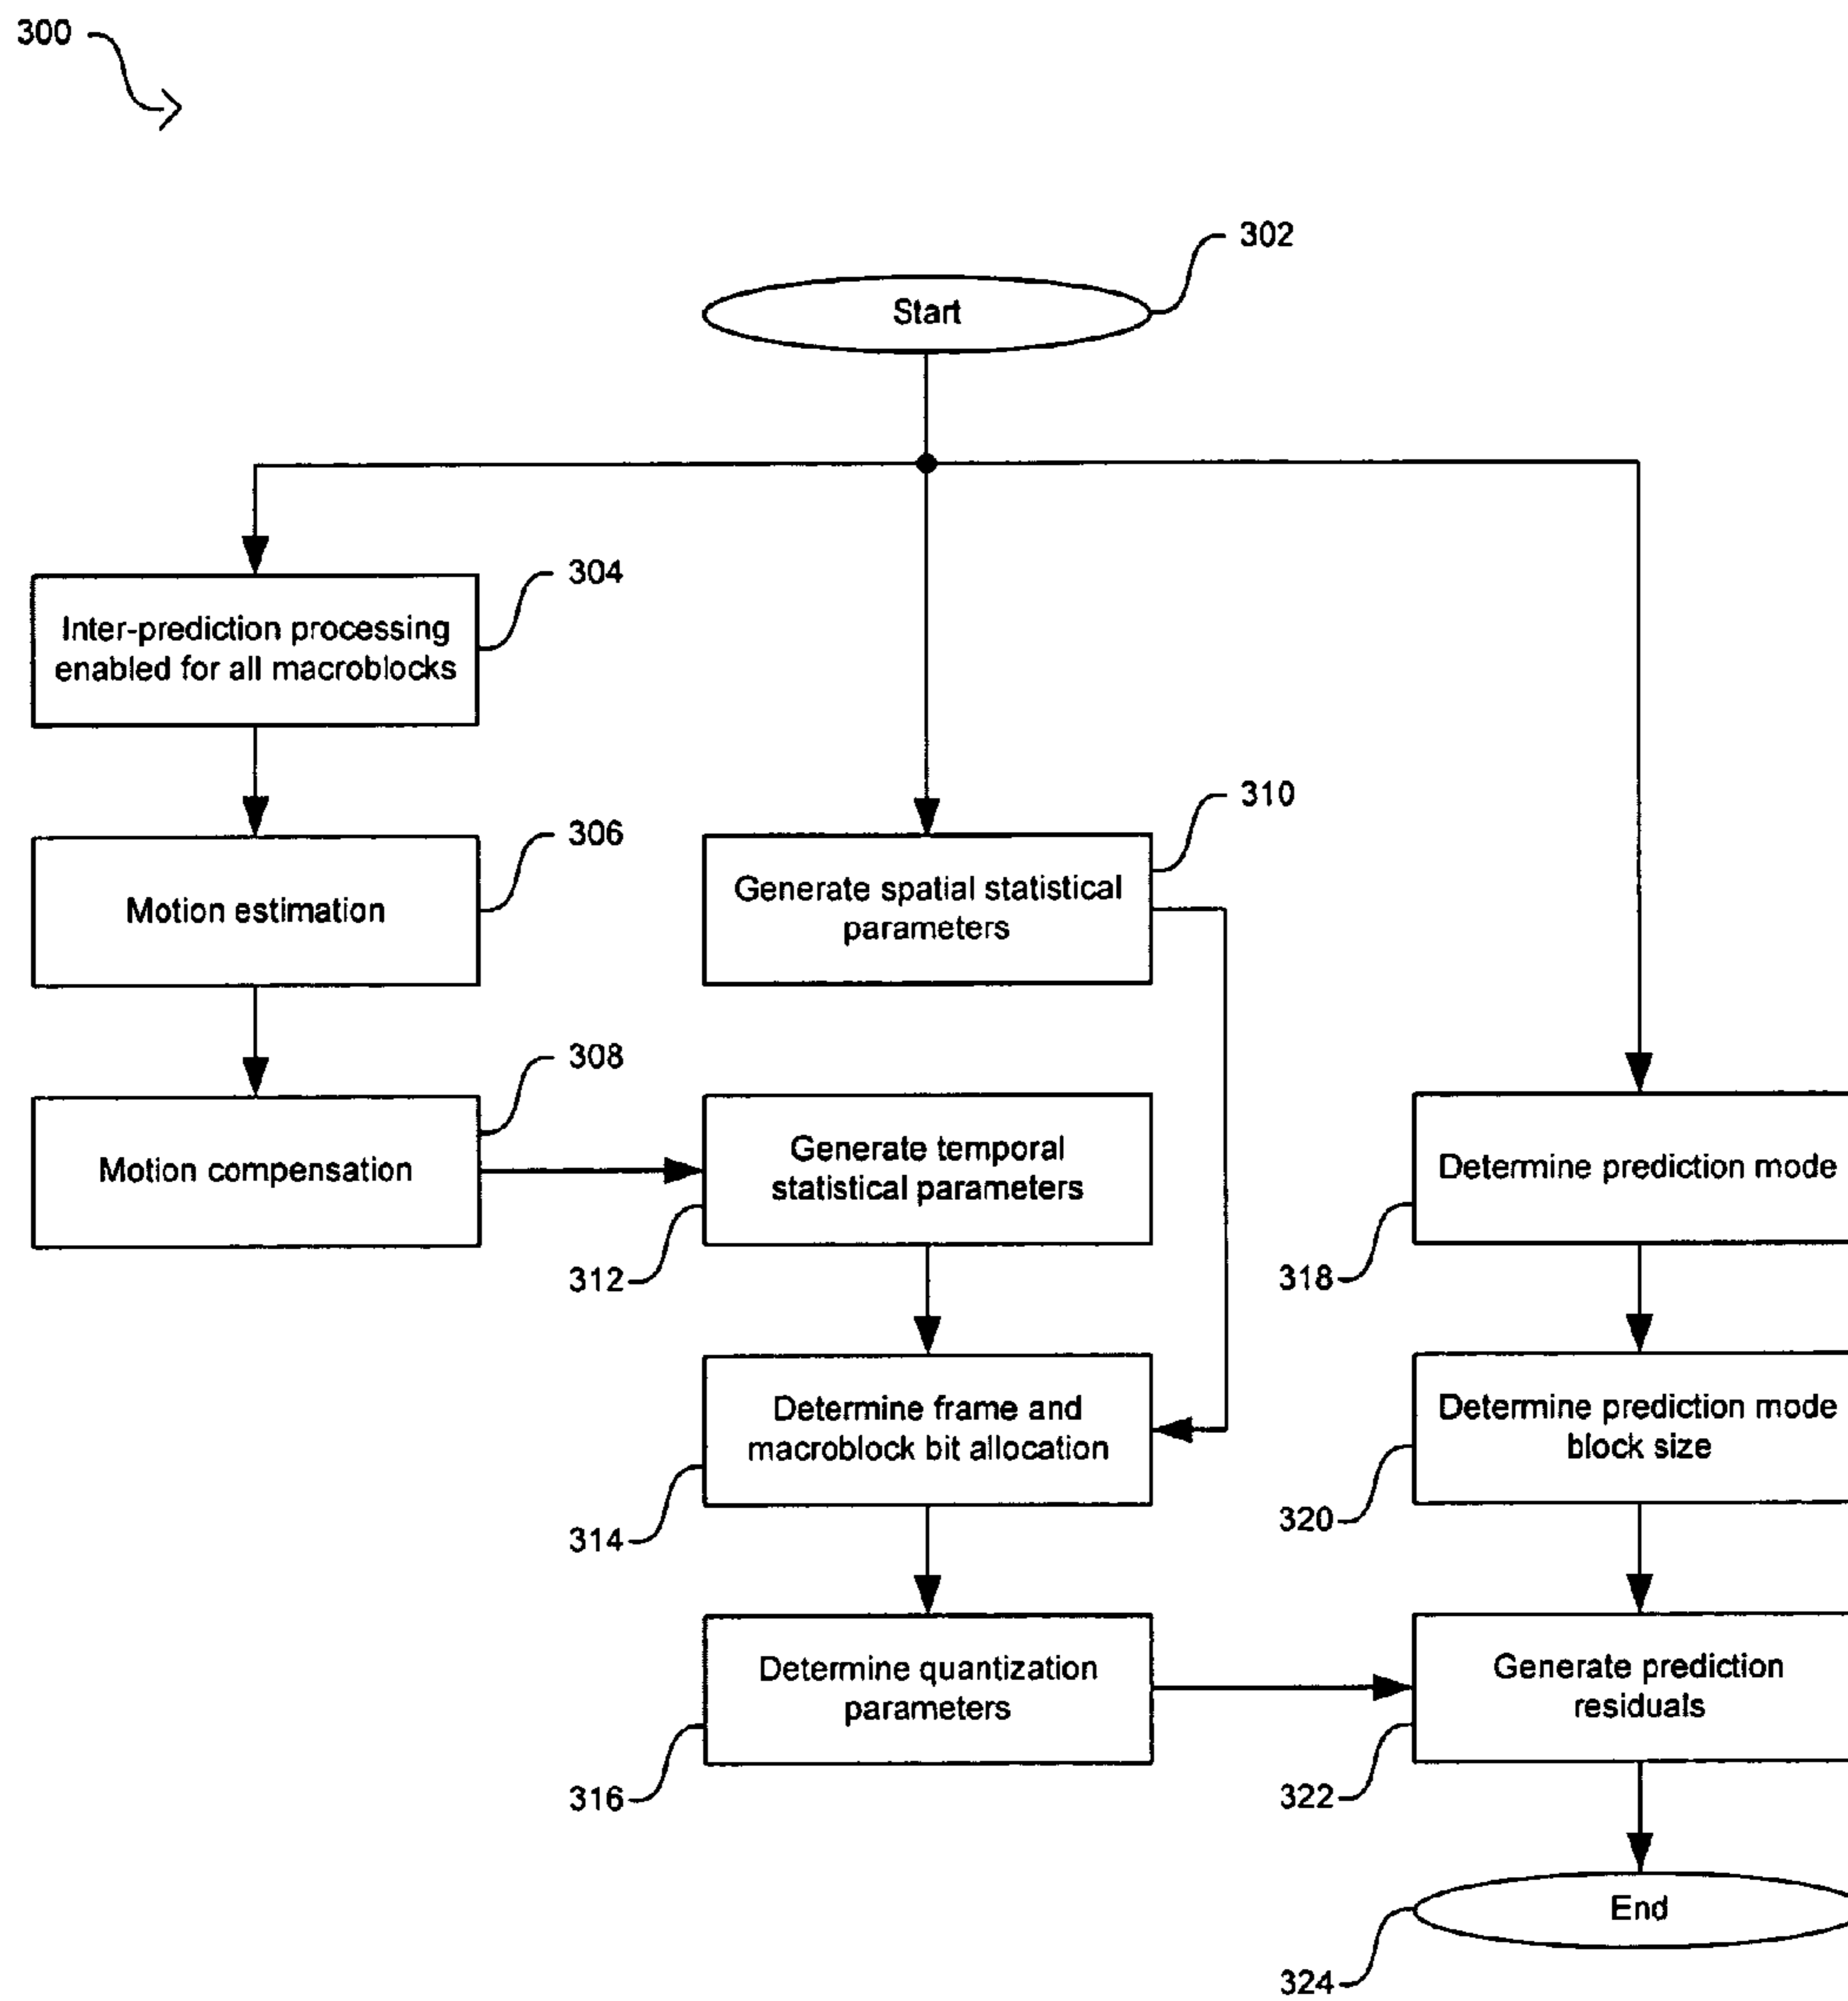 300
302
Start
304
Inter-prediction processing
enabled for all macroblocks
306
Motion estimation
310
Generate spatial statistical
parameters
308
Motion compensation
Generate temporal
statistical parameters
312
Determine prediction mode
318
Determine frame and
macroblock bit allocation
314
Determine prediction mode
block size
320
Determine quantization
parameters
316
Generate prediction
residuals
322
End
324